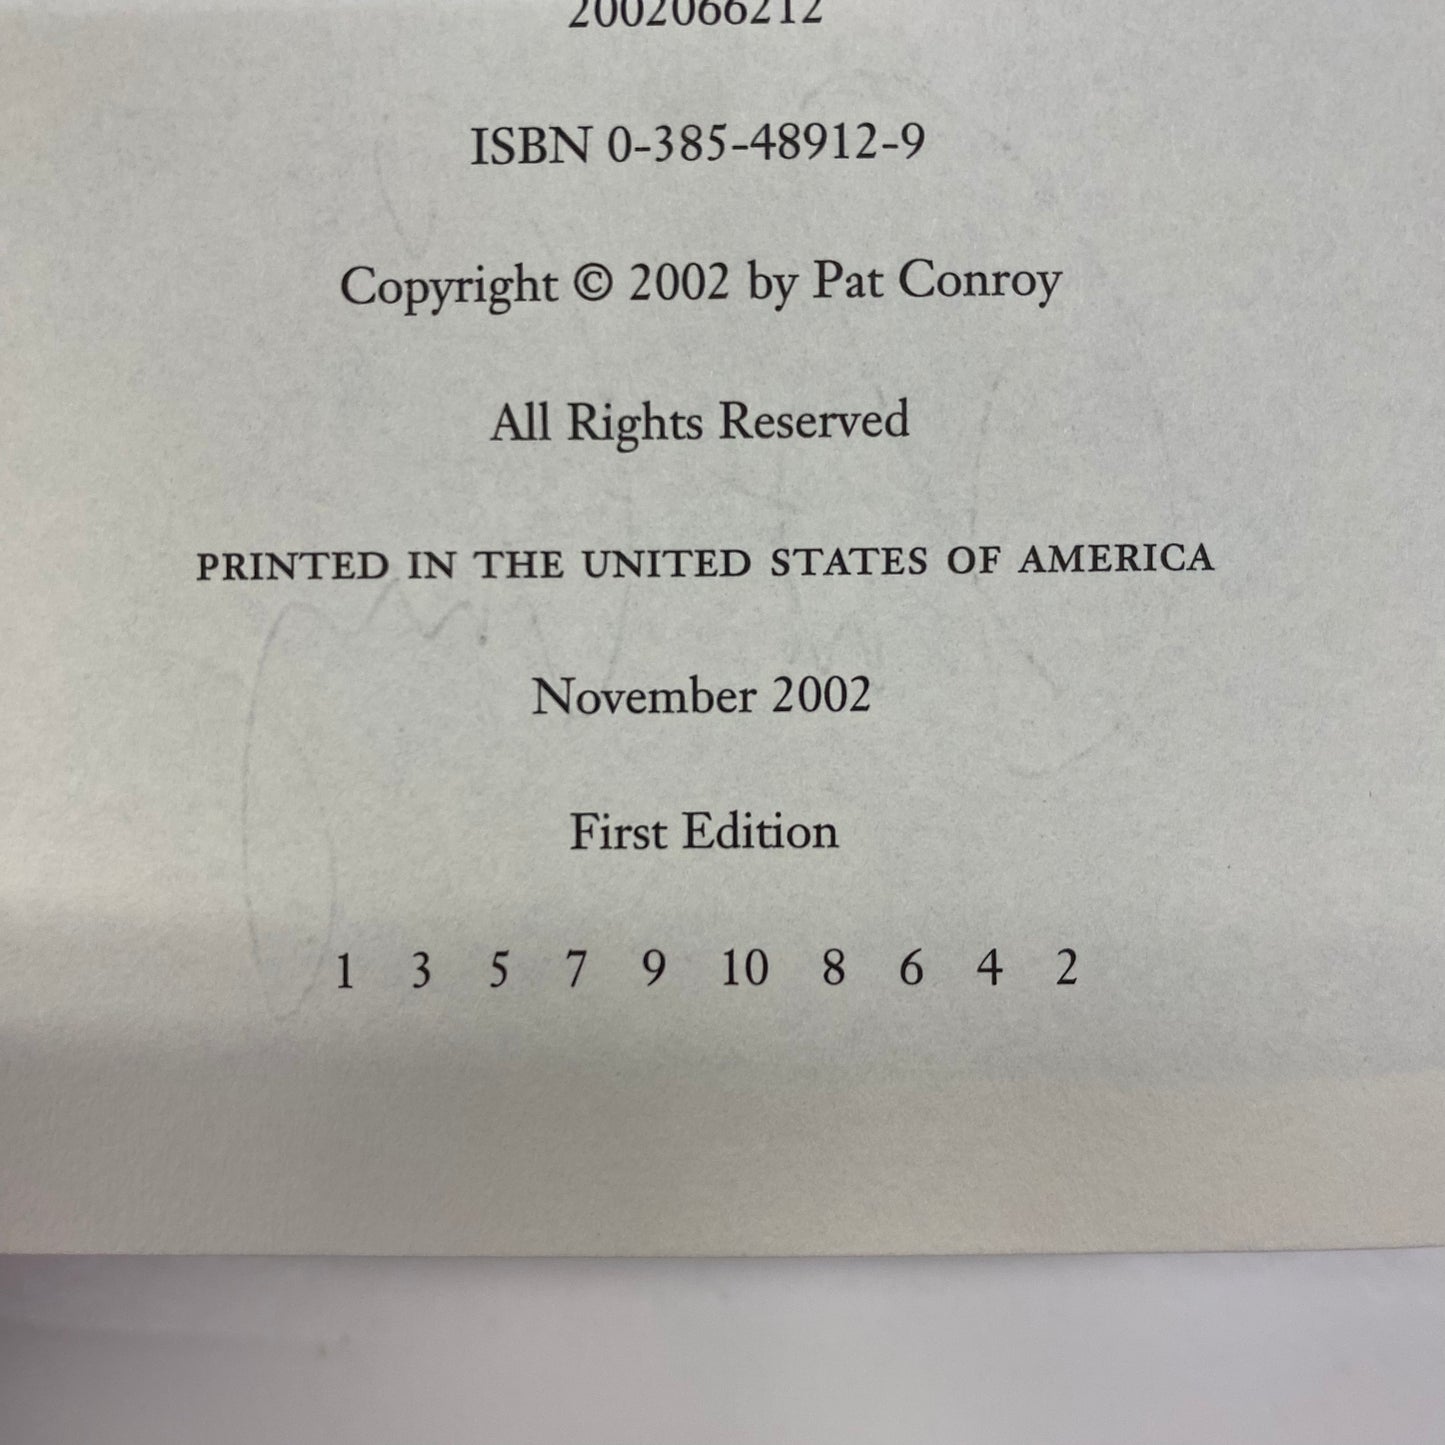 2002066212
ISBN 0-385-48912-9
Copyright © 2002 by Pat Conroy
All Rights Reserved
PRINTED IN THE UNITED STATES OF AMERICA
November 2002
First Edition
1 3 5 7 9 10 8 6 4 2